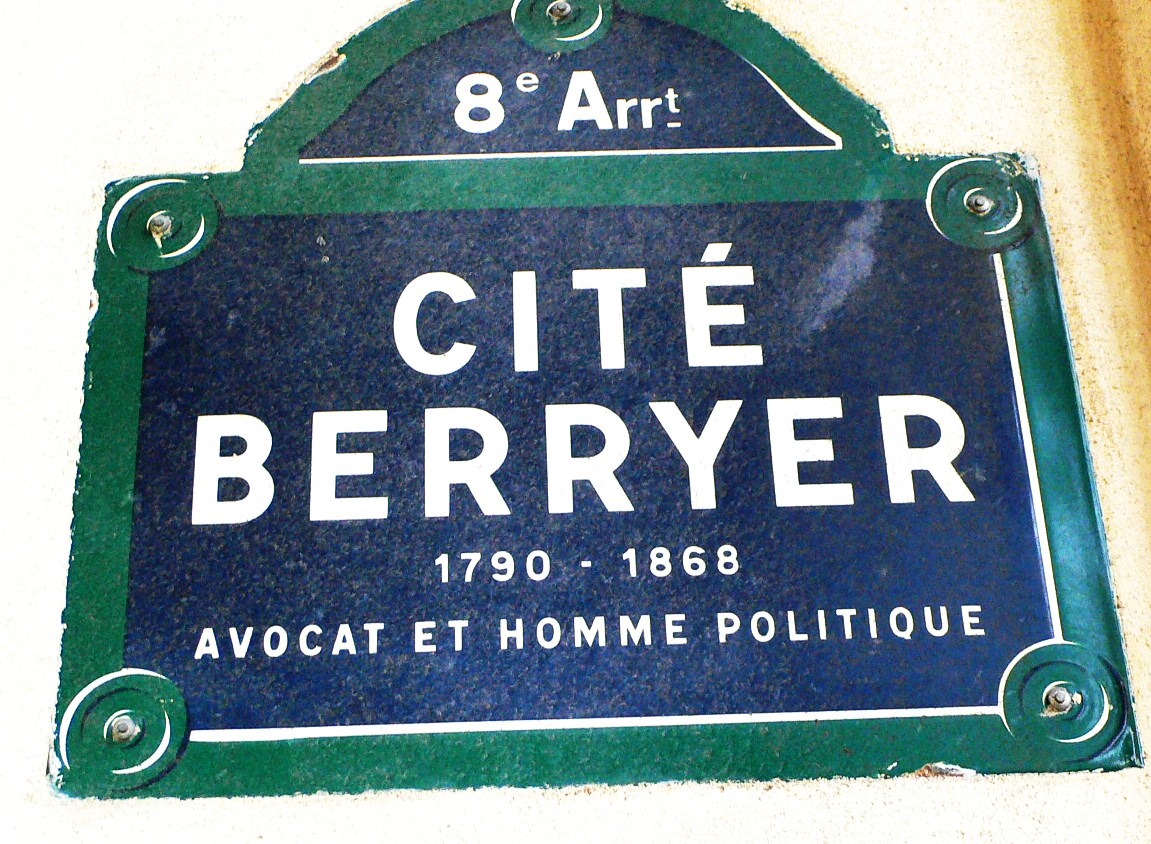 8e Arrt
CITÉ
BERRYER
1790 - 1868
AVOCAT ET HOMME POLITIQUE